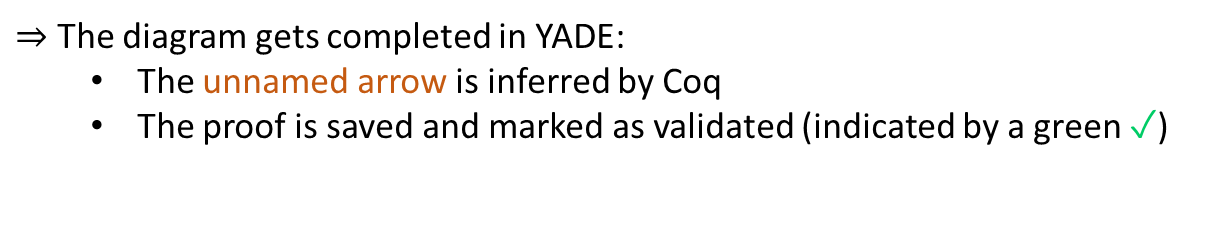 ⇒ The diagram gets completed in YADE:
• The unnamed arrow is inferred by Coq
• The proof is saved and marked as validated (indicated by a green ✓)